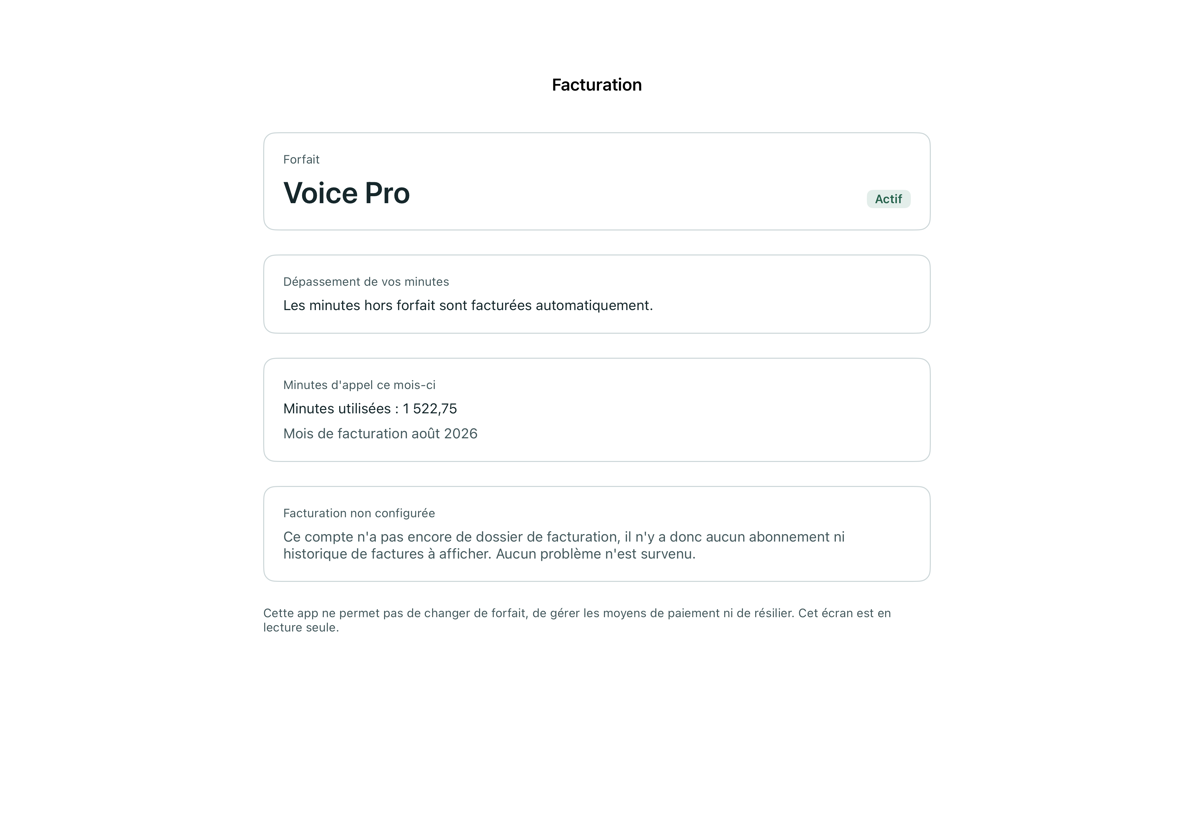 Facturation
Forfait
Voice Pro
Actif
Dépassement de vos minutes
Les minutes hors forfait sont facturées automatiquement.
Minutes d'appel ce mois-ci
Minutes utilisées : 1 522,75
Mois de facturation août 2026
Facturation non configurée
Ce compte n'a pas encore de dossier de facturation, il n'y a donc aucun abonnement ni
historique de factures à afficher. Aucun problème n'est survenu.
Cette app ne permet pas de changer de forfait, de gérer les moyens de paiement ni de résilier. Cet écran est en
lecture seule.